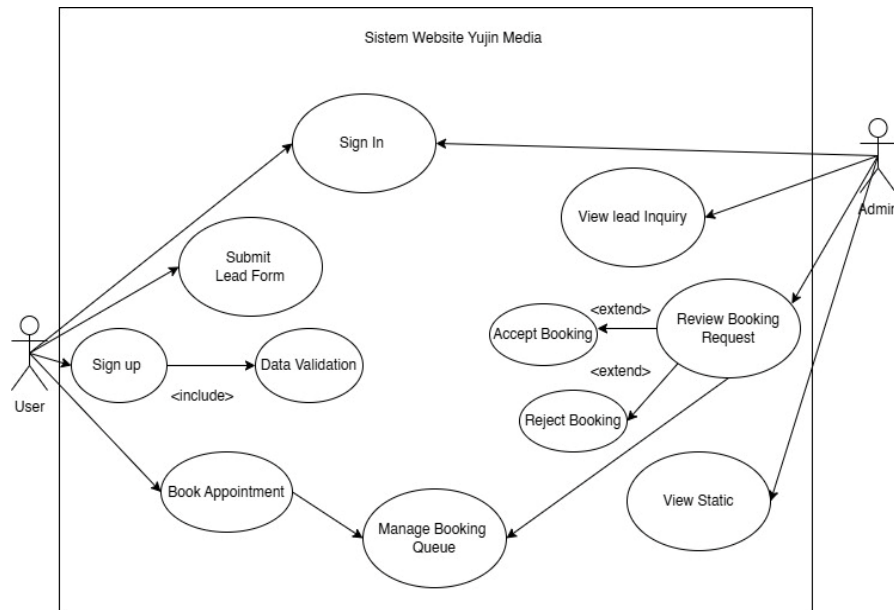 Sistem Website Yujin Media
Sign In
Admin
View lead Inquiry
Submit
Lead Form
<extend>
Accept Booking
Review Booking
Request
User
Sign up
<include>
Data Validation
<extend>
Reject Booking
Book Appointment
Manage Booking
Queue
View Static